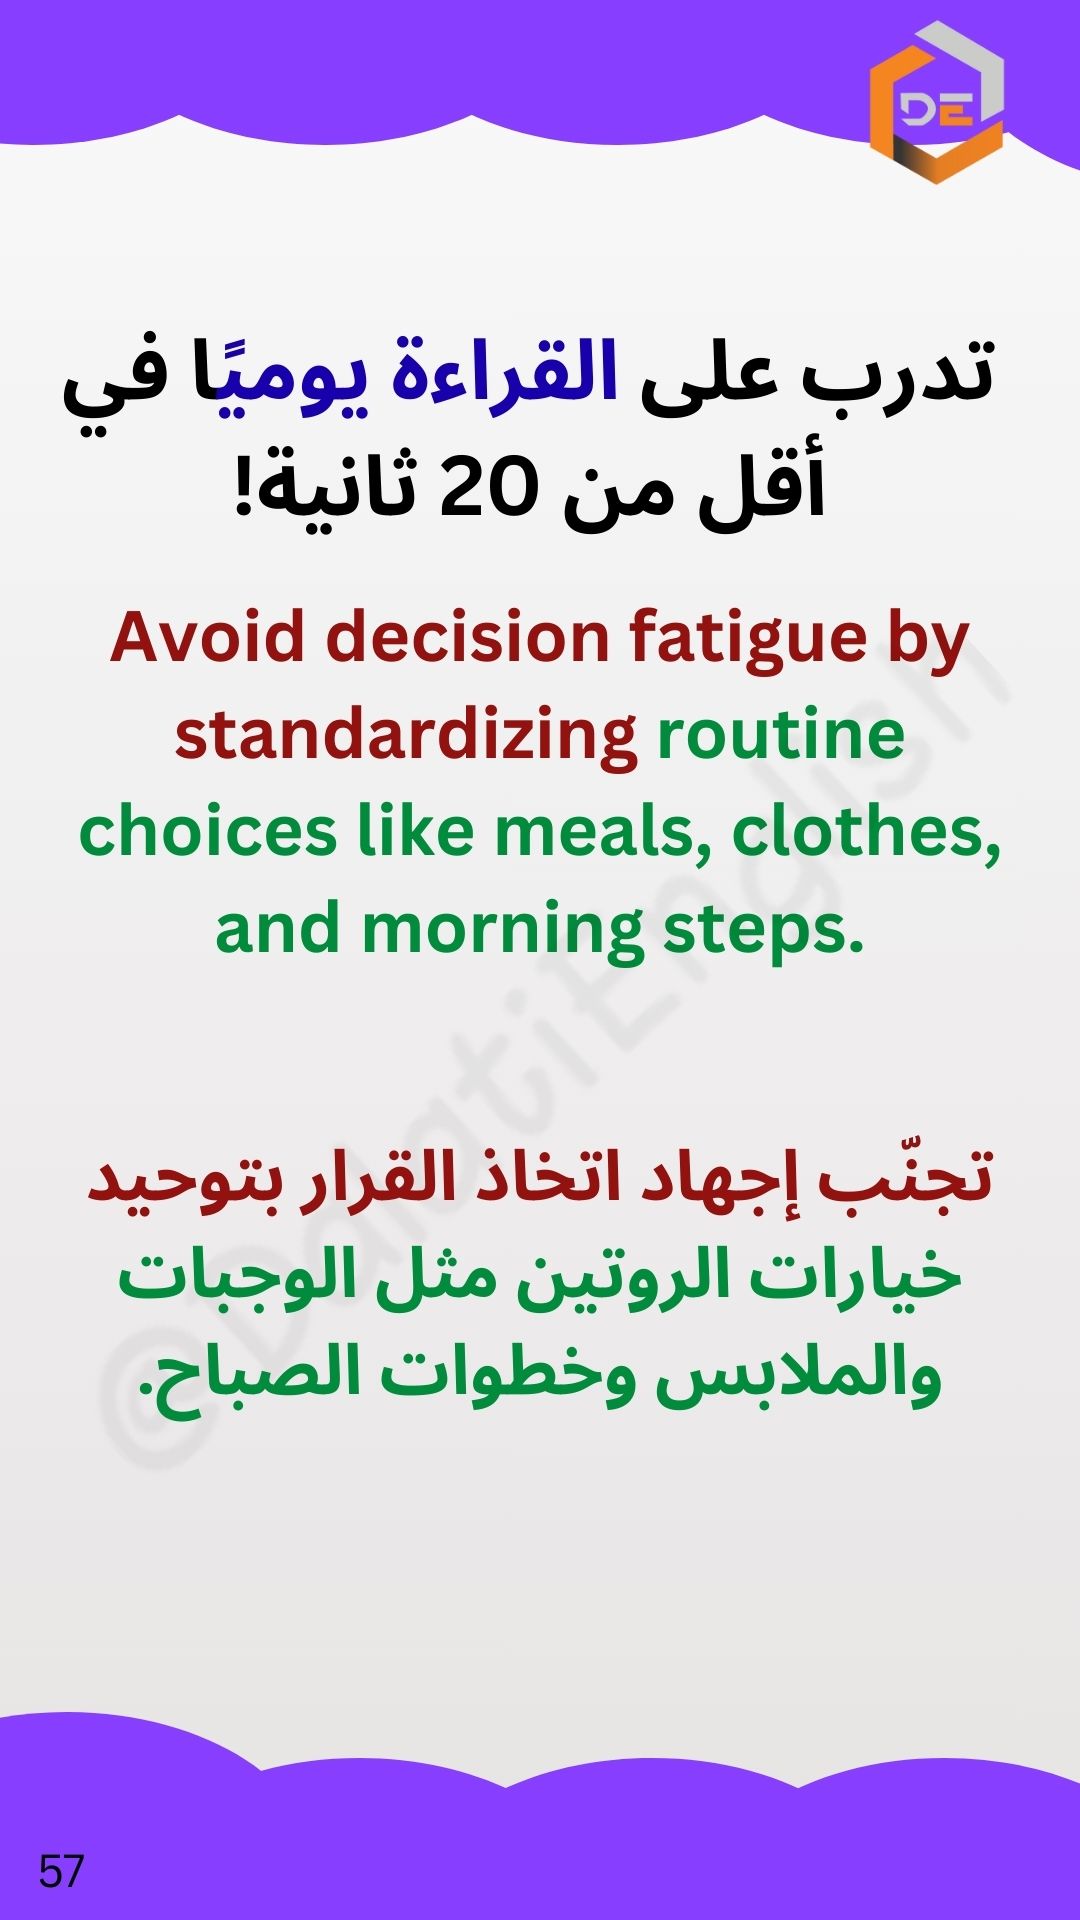 DE
تدرب على القراءة يوميًا في
أقل من 20 ثانية!
Avoid decision fatigue by
standardizing routine
choices like meals, clothes,
and morning steps.
تجنّب إجهاد اتخاذ القرار بتوحيد
خيارات الروتين مثل الوجبات
والملابس وخطوات الصباح.
@DalatiEnglish
57